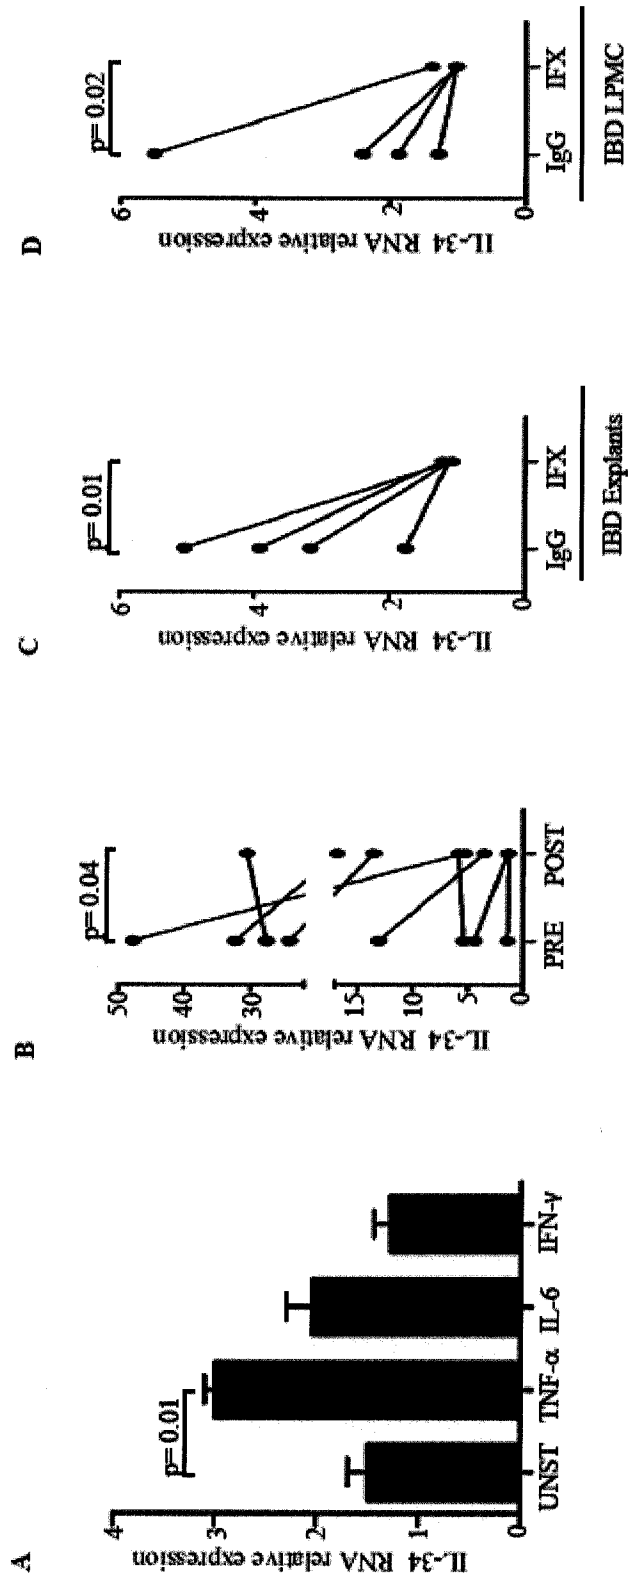 A
IL-34 RNA relative expression
4
3
2
1
0
p= 0.01
UNST TNF-α IL-6 IFN-γ
B
IL-34 RNA relative expression
50
40
30
15
10
5
0
p= 0.04
PRE POST
C
IL-34 RNA relative expression
6
4
2
0
p= 0.01
IgG IFX
IBD Explants
D
IL-34 RNA relative expression
6
4
2
0
p= 0.02
IgG IFX
IBD LPMC